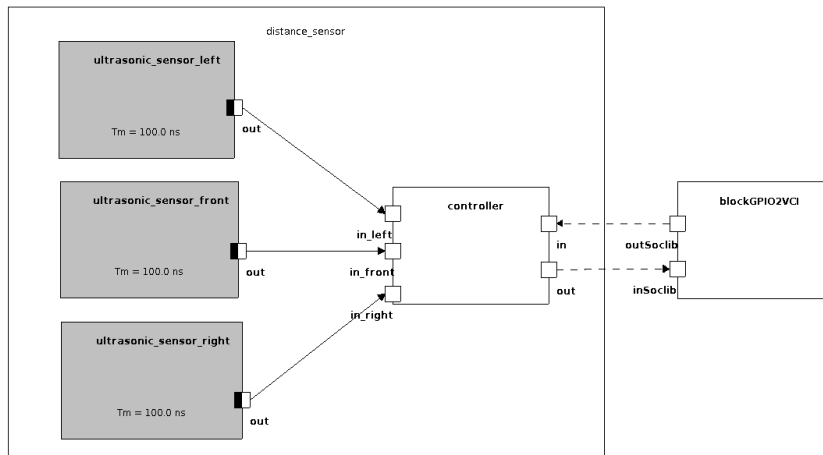 distance_sensor
ultrasonic_sensor_left
out
Tm = 100.0 ns
ultrasonic_sensor_front
out
Tm = 100.0 ns
ultrasonic_sensor_right
out
Tm = 100.0 ns
controller
in_left
in_front
in_right
in
out
blockGPIO2VCI
outSoclib
inSoclib